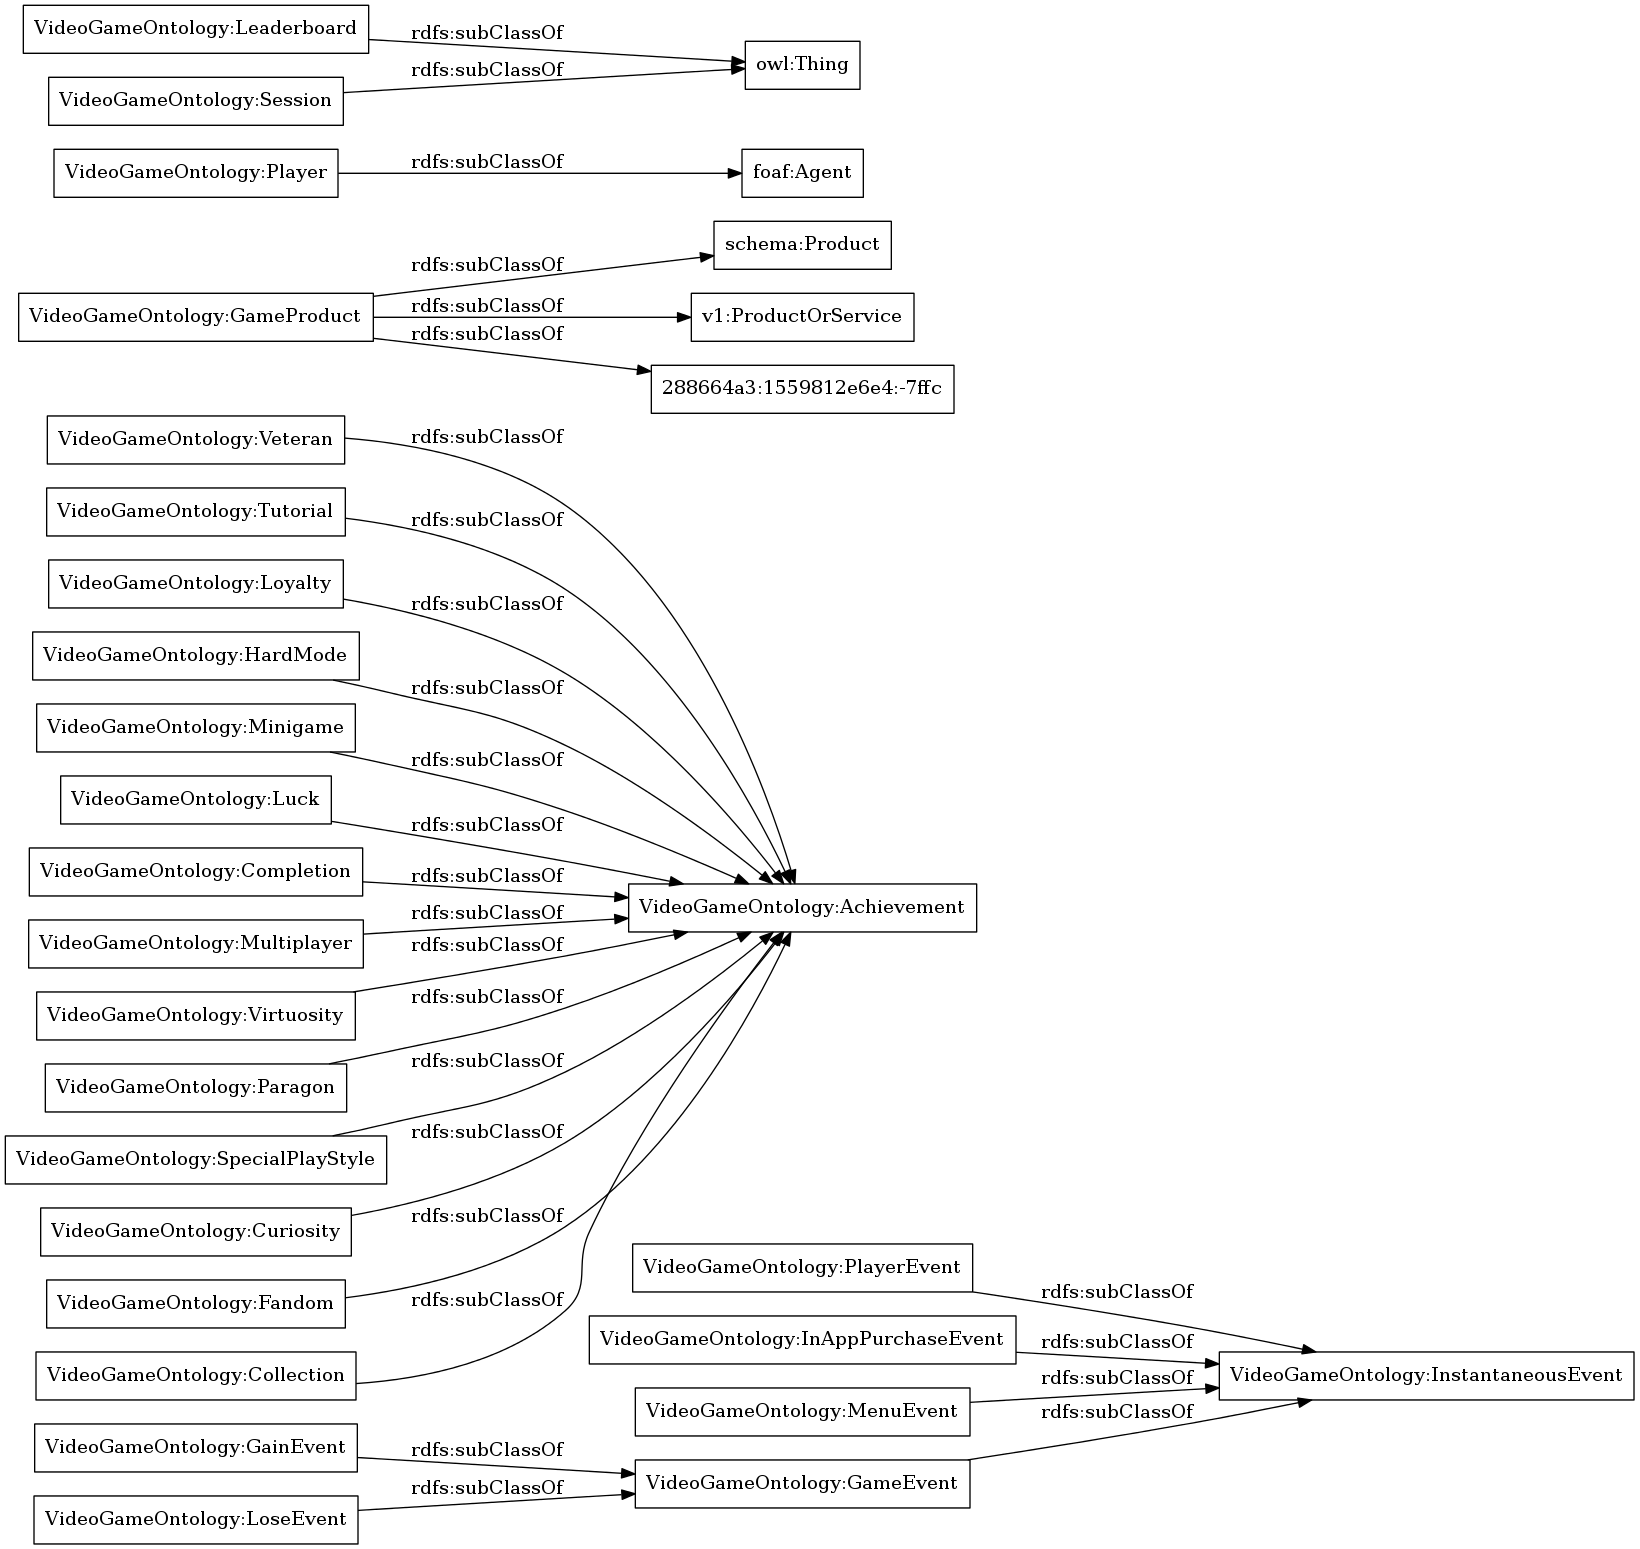 VideoGameOntology:Leaderboard
rdfs:subClassOf
owl:Thing
rdfs:subClassOf
VideoGameOntology:Session
VideoGameOntology:Player
rdfs:subClassOf
foaf:Agent
schema:Product
rdfs:subClassOf
VideoGameOntology:GameProduct
rdfs:subClassOf
v1:ProductOrService
rdfs:subClassOf
288664a3:1559812e6e4:-7ffc
VideoGameOntology:Veteran
rdfs:subClassOf
VideoGameOntology:Tutorial
rdfs:subClassOf
VideoGameOntology:Loyalty
rdfs:subClassOf
VideoGameOntology:HardMode
rdfs:subClassOf
VideoGameOntology:Minigame
rdfs:subClassOf
VideoGameOntology:Luck
rdfs:subClassOf
VideoGameOntology:Completion
rdfs:subClassOf
VideoGameOntology:Achievement
VideoGameOntology:Multiplayer
rdfs:subClassOf
rdfs:subClassOf
VideoGameOntology:Virtuosity
rdfs:subClassOf
VideoGameOntology:Paragon
rdfs:subClassOf
VideoGameOntology:SpecialPlayStyle
rdfs:subClassOf
VideoGameOntology:Curiosity
rdfs:subClassOf
VideoGameOntology:Fandom
rdfs:subClassOf
VideoGameOntology:Collection
VideoGameOntology:PlayerEvent
rdfs:subClassOf
VideoGameOntology:InAppPurchaseEvent
rdfs:subClassOf
VideoGameOntology:InstantaneousEvent
VideoGameOntology:MenuEvent
rdfs:subClassOf
rdfs:subClassOf
VideoGameOntology:GainEvent
rdfs:subClassOf
VideoGameOntology:GameEvent
rdfs:subClassOf
VideoGameOntology:LoseEvent